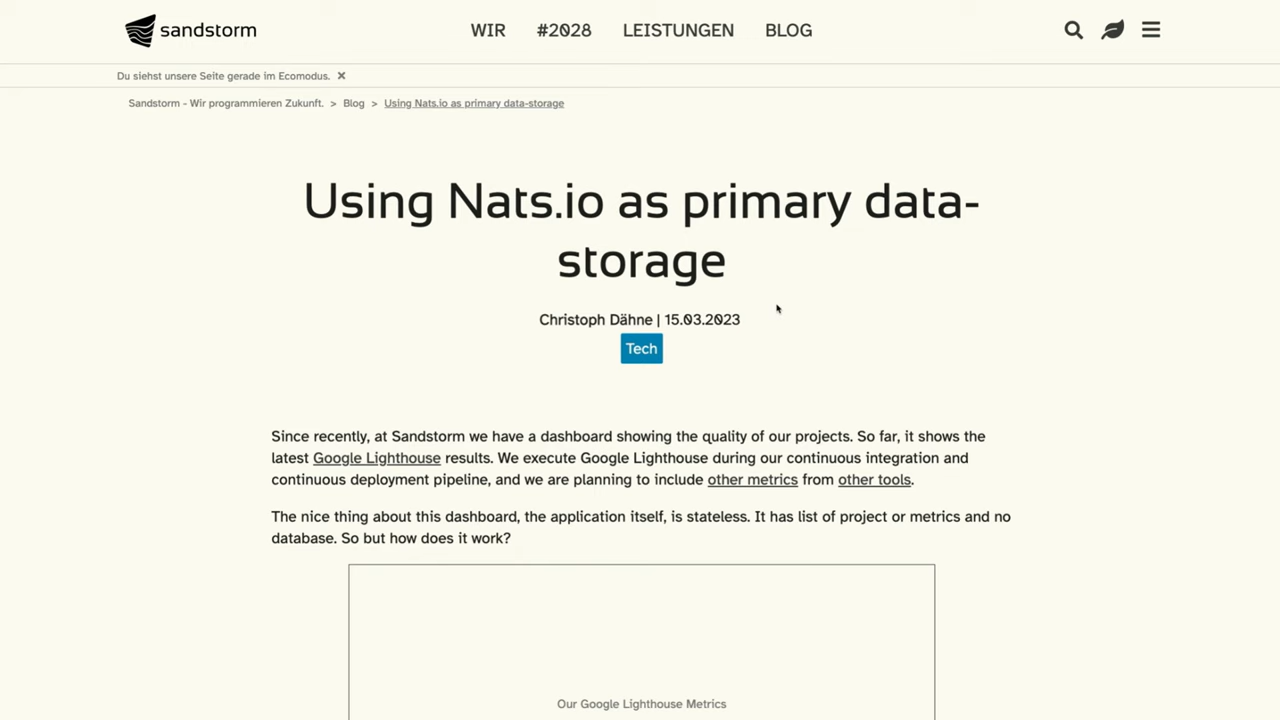 sandstorm
WIR #2028 LEISTUNGEN BLOG
Du siehst unsere Seite gerade im Ecomodus.
Sandstorm - Wir programmieren Zukunft. > Blog > Using Nats.io as primary data-storage
Using Nats.io as primary data-
storage
Christoph Dähne | 15.03.2023
Tech
Since recently, at Sandstorm we have a dashboard showing the quality of our projects. So far, it shows the
latest Google Lighthouse results. We execute Google Lighthouse during our continuous integration and
continuous deployment pipeline, and we are planning to include other metrics from other tools.
The nice thing about this dashboard, the application itself, is stateless. It has list of project or metrics and no
database. So but how does it work?
Our Google Lighthouse Metrics